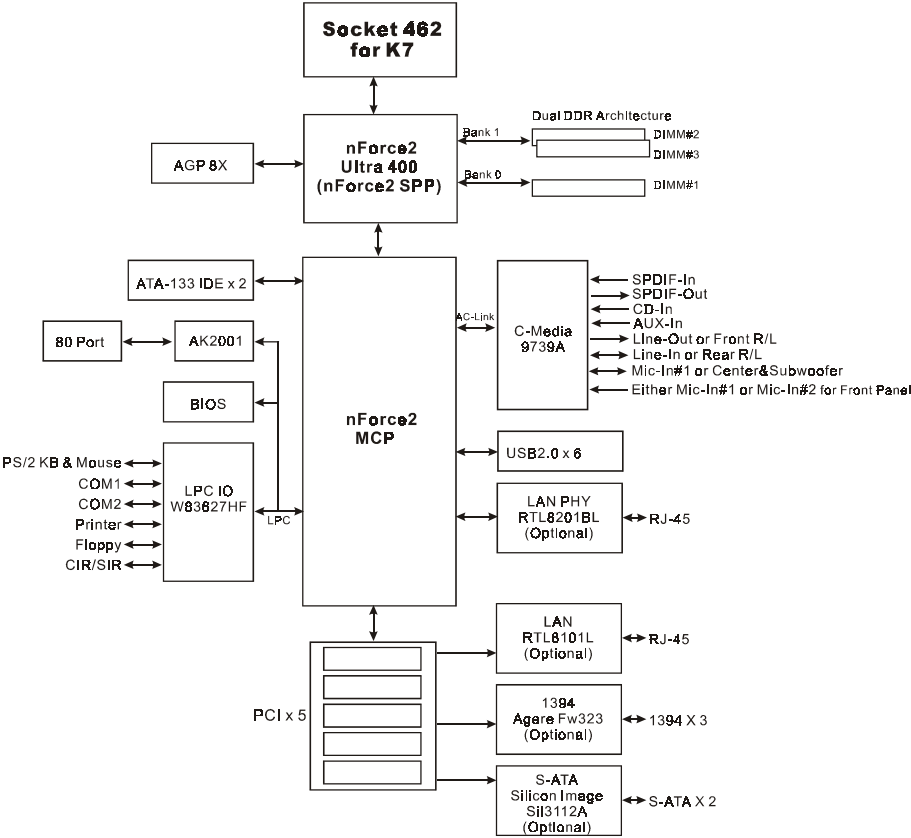 Socket 462
for K7
nForce2
Ultra 400
(nForce2 SPP)
AGP 8X
Bank 1
Bank 0
Dual DDR Architecture
DIMM#2
DIMM#3
DIMM#1
ATA-133 IDE x 2
80 Port
AK2001
BIOS
PS/2 KB & Mouse
COM1
COM2
Printer
Floppy
CIR/SIR
LPC IO
W83627HF
LPC
nForce2
MCP
AC-Link
C-Media
9739A
SPDIF-In
SPDIF-Out
CD-In
AUX-In
Line-Out or Front R/L
Line-In or Rear R/L
Mic-In#1 or Center&Subwoofer
Either Mic-In#1 or Mic-In#2 for Front Panel
USB2.0 x 6
LAN PHY
RTL8201BL
(Optional)
RJ-45
PCI x 5
LAN
RTL8101L
(Optional)
RJ-45
1394
Agere Fw323
(Optional)
1394 X 3
S-ATA
Silicon Image
Sil3112A
(Optional)
S-ATA X 2